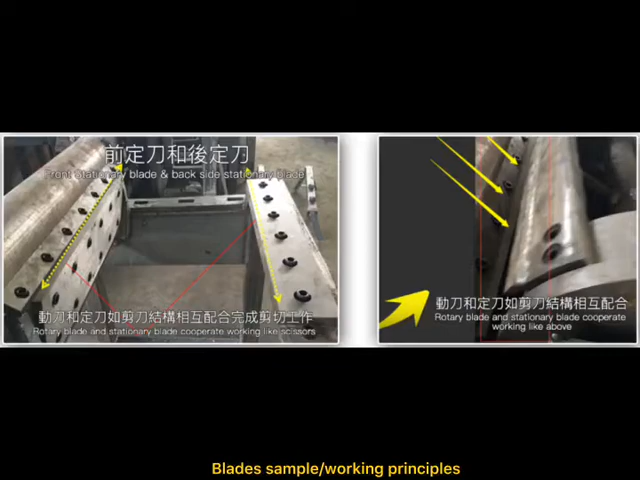 前定刀和後定刀
Front stationary blade & back side stationary blade
動刀和定刀如剪刀結構相互配合完成剪切工作
Rotary blade and stationary blade cooperate working like scissors
動刀和定刀如剪刀結構相互配合
Rotary blade and stationary blade cooperate
working like above
Blades sample/working principles